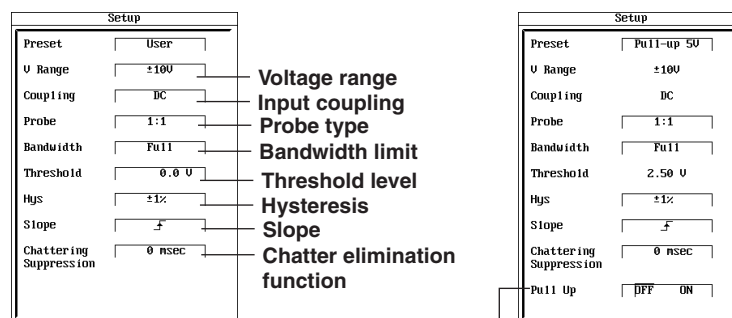 Setup
Preset User
V Range ±10V
Coupling DC
Probe 1:1
Bandwidth Full
Threshold 0.0 V
Hys ±1%
Slope
Chattering 0 msec
Suppression
Voltage range
Input coupling
Probe type
Bandwidth limit
Threshold level
Hysteresis
Slope
Chatter elimination
function
Setup
Preset Pull-up 5V
V Range ±10V
Coupling DC
Probe 1:1
Bandwidth Full
Threshold 2.50 V
Hys ±1%
Slope
Chattering 0 msec
Suppression
Pull Up OFF ON